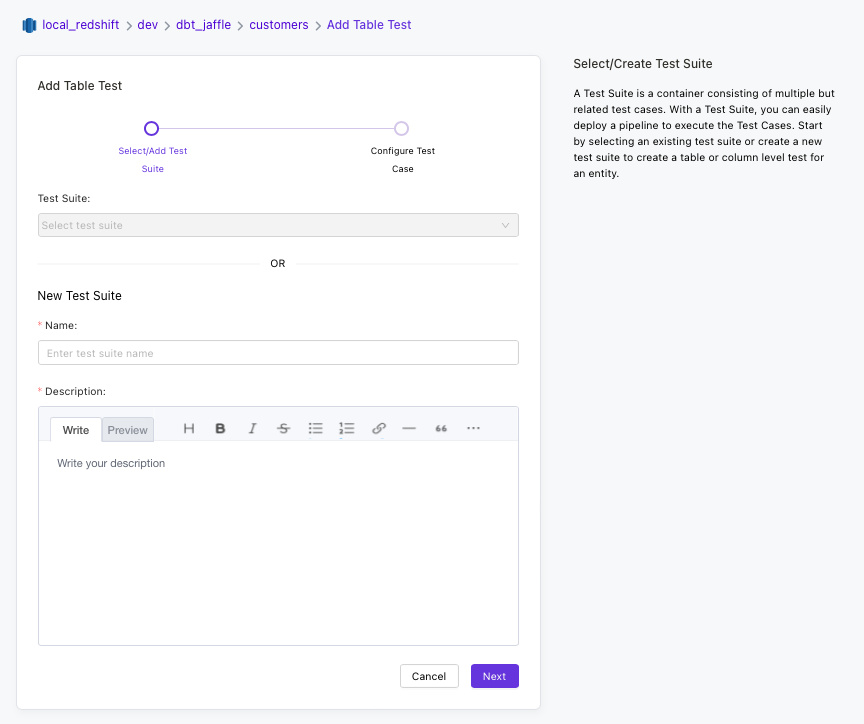 local_redshift > dev > dbt_jaffle > customers > Add Table Test
Add Table Test
Select/Add Test
Suite
Configure Test
Case
Test Suite:
Select test suite
OR
New Test Suite
* Name:
Enter test suite name
* Description:
Write Preview H B I S
Write your description
Cancel Next
Select/Create Test Suite
A Test Suite is a container consisting of multiple but
related test cases. With a Test Suite, you can easily
deploy a pipeline to execute the Test Cases. Start
by selecting an existing test suite or create a new
test suite to create a table or column level test for
an entity.